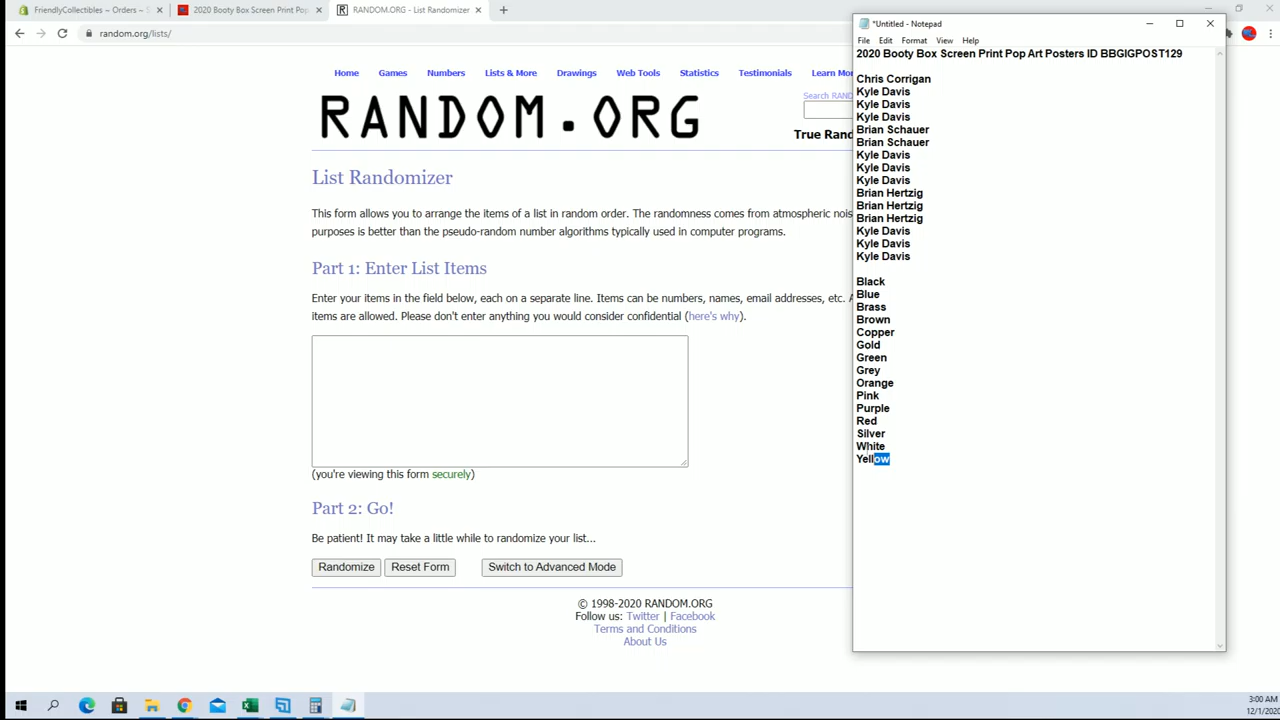 FriendlyCollectibles ~ Orders ~ S
2020 Booty Box Screen Print Pop
RANDOM.ORG - List Randomizer
random.org/lists/
Home Games Numbers Lists & More Drawings Web Tools Statistics Testimonials Learn Mor
Search RAND
RANDOM.ORG
True Rand
List Randomizer
This form allows you to arrange the items of a list in random order. The randomness comes from atmospheric nois
purposes is better than the pseudo-random number algorithms typically used in computer programs.
Part 1: Enter List Items
Enter your items in the field below, each on a separate line. Items can be numbers, names, email addresses, etc. A
items are allowed. Please don't enter anything you would consider confidential (here's why).
(you're viewing this form securely)
Part 2: Go!
Be patient! It may take a little while to randomize your list...
Randomize Reset Form Switch to Advanced Mode
© 1998-2020 RANDOM.ORG
Follow us: Twitter | Facebook
Terms and Conditions
About Us
*Untitled - Notepad
File Edit Format View Help
2020 Booty Box Screen Print Pop Art Posters ID BBGIGPOST129
Chris Corrigan
Kyle Davis
Kyle Davis
Kyle Davis
Brian Schauer
Brian Schauer
Kyle Davis
Kyle Davis
Kyle Davis
Brian Hertzig
Brian Hertzig
Brian Hertzig
Kyle Davis
Kyle Davis
Kyle Davis
Black
Blue
Brass
Brown
Copper
Gold
Green
Grey
Orange
Pink
Purple
Red
Silver
White
Yellow
3:00 AM
12/1/2020